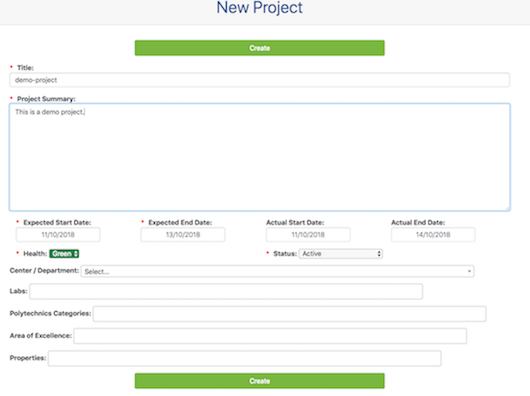 New Project
Create
* Title:
demo-project
* Project Summary:
This is a demo project.
* Expected Start Date: * Expected End Date: Actual Start Date: Actual End Date:
11/10/2018 13/10/2018 11/10/2018 14/10/2018
* Health: Green * Status: Active
Center / Department: Select...
Labs:
Polytechnics Categories:
Area of Excellence:
Properties:
Create